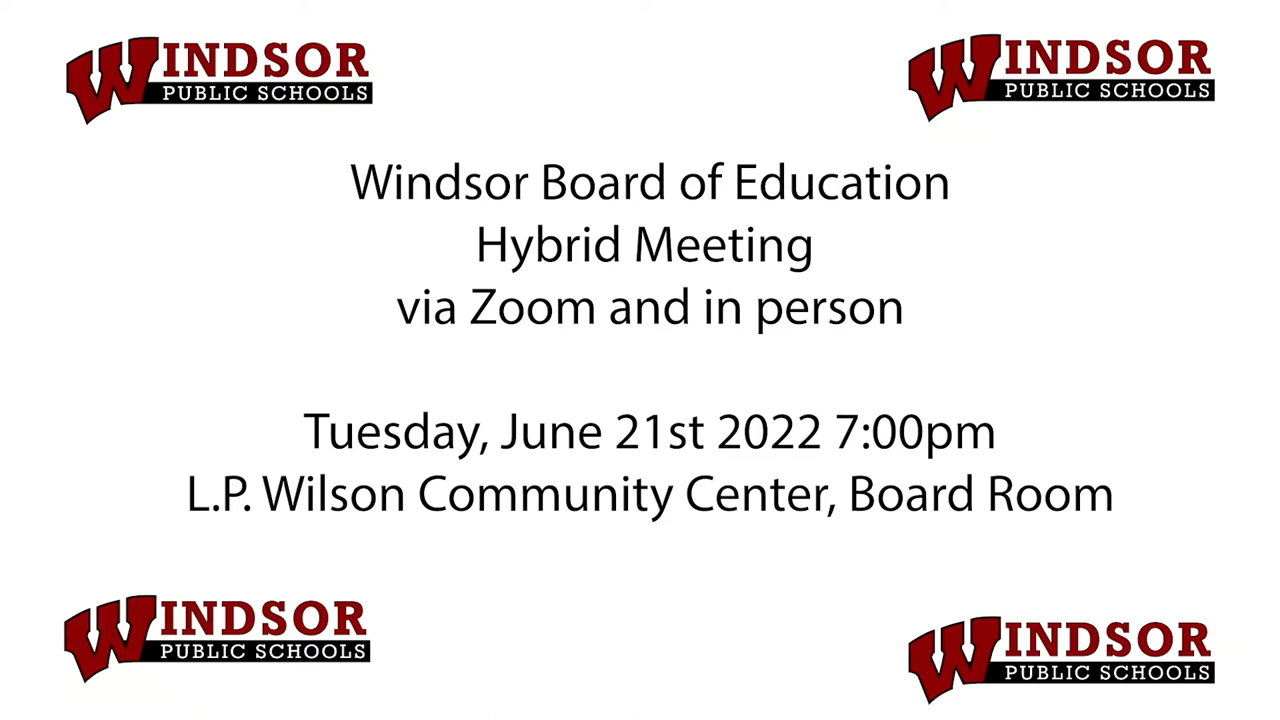 WINDSOR
PUBLIC SCHOOLS
WINDSOR
PUBLIC SCHOOLS
Windsor Board of Education
Hybrid Meeting
via Zoom and in person
Tuesday, June 21st 2022 7:00pm
L.P. Wilson Community Center, Board Room
WINDSOR
PUBLIC SCHOOLS
WINDSOR
PUBLIC SCHOOLS